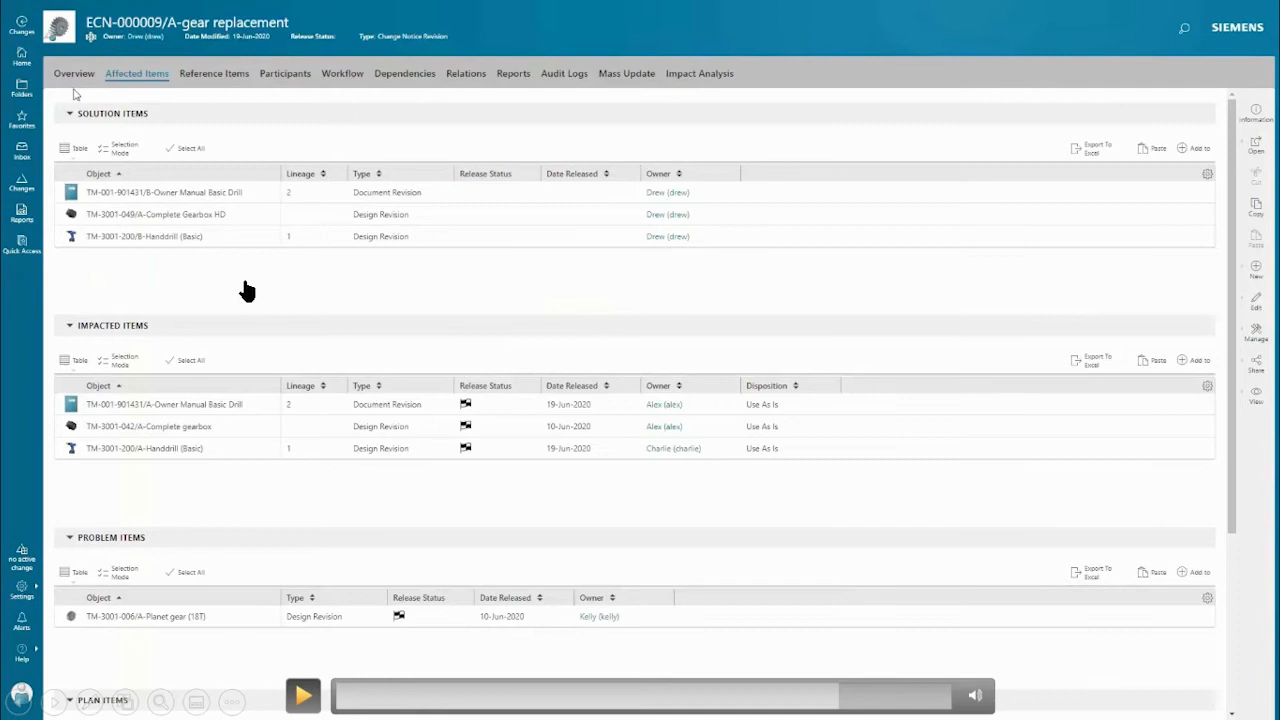 ECN-000009/A-gear replacement
Owner: Drew (drew) Date Modified: 19-Jun-2020 Release Status: Type: Change Notice Revision
SIEMENS
Changes
Home
Folders
Favorites
Inbox
Changes
Reports
Quick Access
no active
change
Settings
Alerts
Help
Overview Affected Items Reference Items Participants Workflow Dependencies Relations Reports Audit Logs Mass Update Impact Analysis
SOLUTION ITEMS
Table Selection Mode Select All Export To Excel Paste Add to
Object Lineage Type Release Status Date Released Owner
TM-001-901431/B-Owner Manual Basic Drill 2 Document Revision Drew (drew)
TM-3001-049/A-Complete Gearbox HD Design Revision Drew (drew)
TM-3001-200/B-Handdrill (Basic) 1 Design Revision Drew (drew)
IMPACTED ITEMS
Table Selection Mode Select All Export To Excel Paste Add to
Object Lineage Type Release Status Date Released Owner Disposition
TM-001-901431/A-Owner Manual Basic Drill 2 Document Revision 19-Jun-2020 Alex (alex) Use As Is
TM-3001-042/A-Complete gearbox Design Revision 10-Jun-2020 Alex (alex) Use As Is
TM-3001-200/A-Handdrill (Basic) 1 Design Revision 19-Jun-2020 Charlie (charlie) Use As Is
PROBLEM ITEMS
Table Selection Mode Select All Export To Excel Paste Add to
Object Type Release Status Date Released Owner
TM-3001-006/A-Planet gear (18T) Design Revision 10-Jun-2020 Kelly (kelly)
PLAN ITEMS
Information
Open
Cut
Copy
Paste
New
Edit
Manage
Share
View